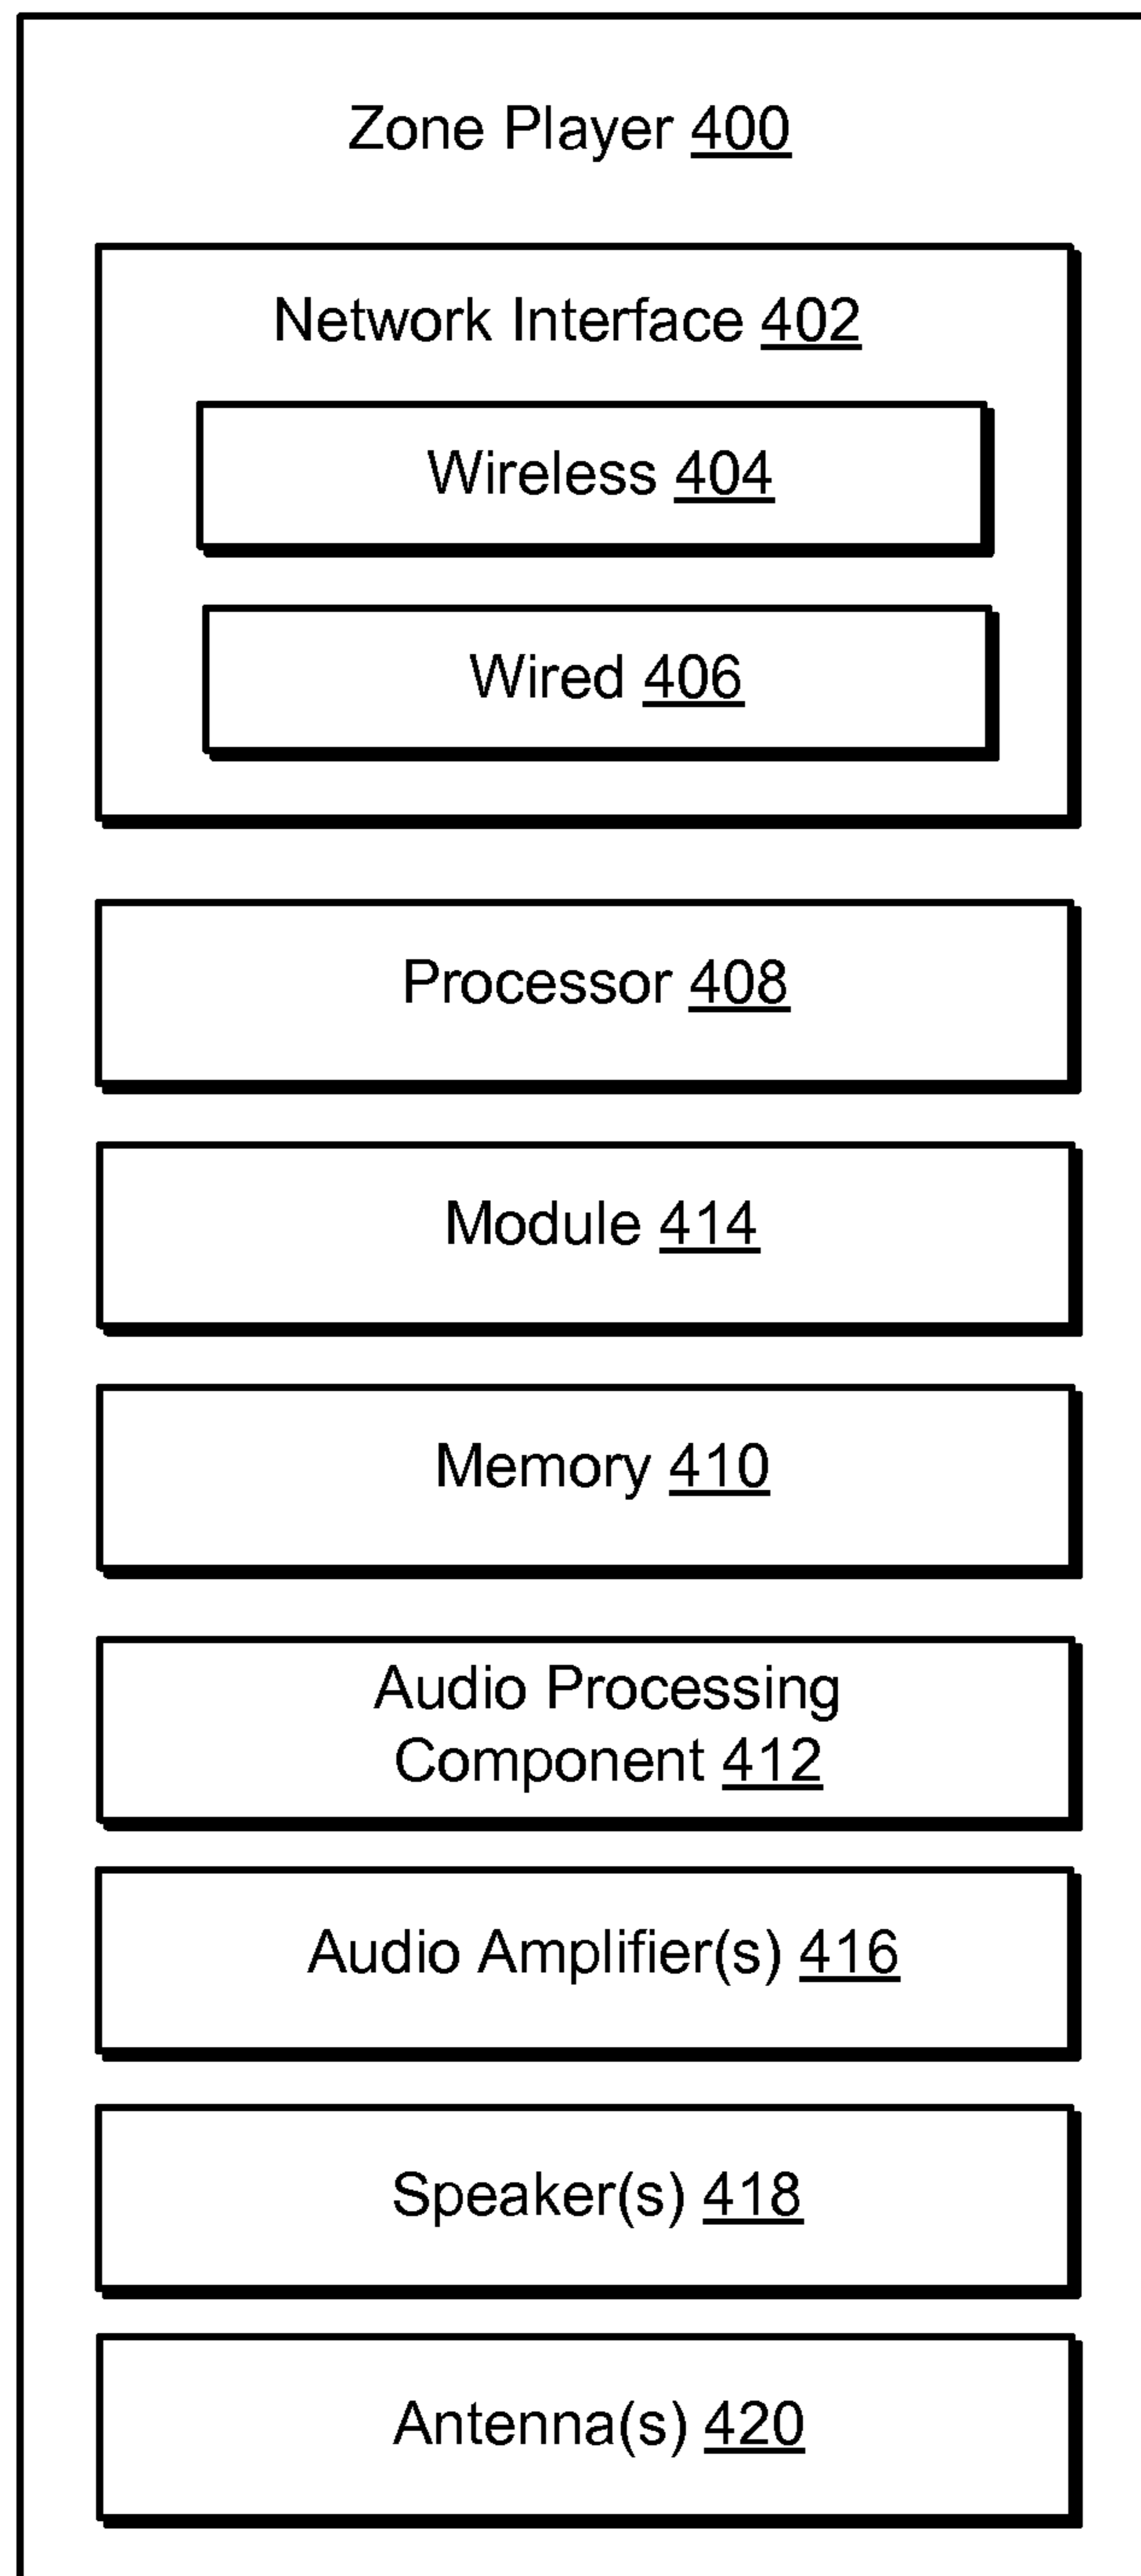 Zone Player 400
Network Interface 402
Wireless 404
Wired 406
Processor 408
Module 414
Memory 410
Audio Processing
Component 412
Audio Amplifier(s) 416
Speaker(s) 418
Antenna(s) 420